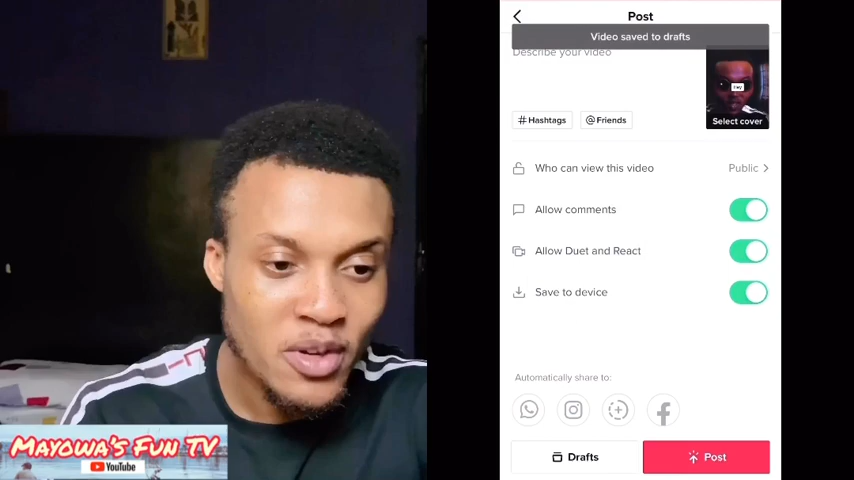 Post
Video saved to drafts
Describe your video
Hey
Select cover
# Hashtags
@ Friends
Who can view this video
Public
Allow comments
Allow Duet and React
Save to device
Automatically share to:
Drafts
Post
MAYOWA'S FUN TV
YouTube